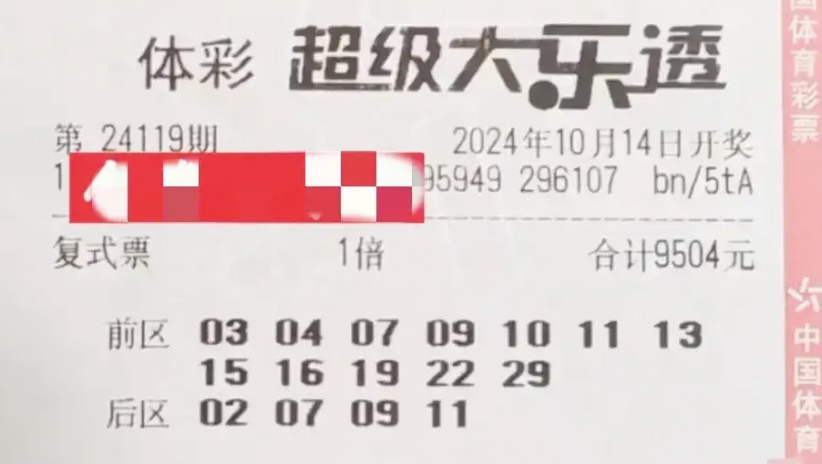 体彩 超级大乐透
第 24119期 2024年10月14日开奖
95949 296107 bn/5tA
复式票 1倍 合计9504元
前区 03 04 07 09 10 11 13
15 16 19 22 29
后区 02 07 09 11
国体育彩票
中国体育